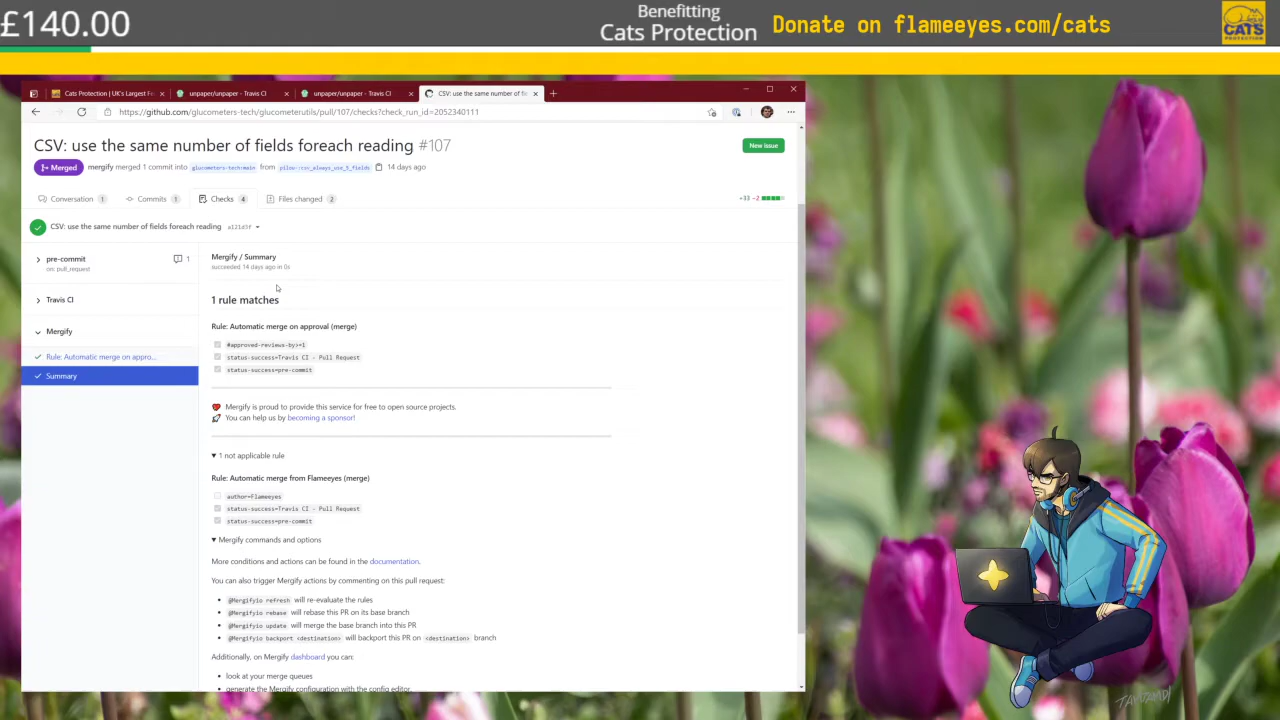 £140.00
Benefitting
Cats Protection
Donate on flameeyes.com/cats
CATS
PROTECTION
Cats Protection | UK's Largest Fe
unpaper/unpaper - Travis CI
unpaper/unpaper - Travis CI
CSV: use the same number of fie
https://github.com/glucometers-tech/glucometerutils/pull/107/checks?check_run_id=2052340111
CSV: use the same number of fields foreach reading #107
New issue
Merged
mergify merged 1 commit into glucometers-tech:main from pilou-:csv_always_use_5_fields 14 days ago
Conversation 1
Commits 1
Checks 4
Files changed 2
+33 −2
CSV: use the same number of fields foreach reading a121d3f
pre-commit
on: pull_request
1
Travis CI
Mergify
Rule: Automatic merge on appro...
Summary
Mergify / Summary
succeeded 14 days ago in 0s
1 rule matches
Rule: Automatic merge on approval (merge)
#approved-reviews-by>=1
status-success=Travis CI - Pull Request
status-success=pre-commit
Mergify is proud to provide this service for free to open source projects.
You can help us by becoming a sponsor!
1 not applicable rule
Rule: Automatic merge from Flameeyes (merge)
author=Flameeyes
status-success=Travis CI - Pull Request
status-success=pre-commit
Mergify commands and options
More conditions and actions can be found in the documentation.
You can also trigger Mergify actions by commenting on this pull request:
@Mergifyio refresh will re-evaluate the rules
@Mergifyio rebase will rebase this PR on its base branch
@Mergifyio update will merge the base branch into this PR
@Mergifyio backport <destination> will backport this PR on <destination> branch
Additionally, on Mergify dashboard you can:
look at your merge queues
generate the Mergify configuration with the config editor.